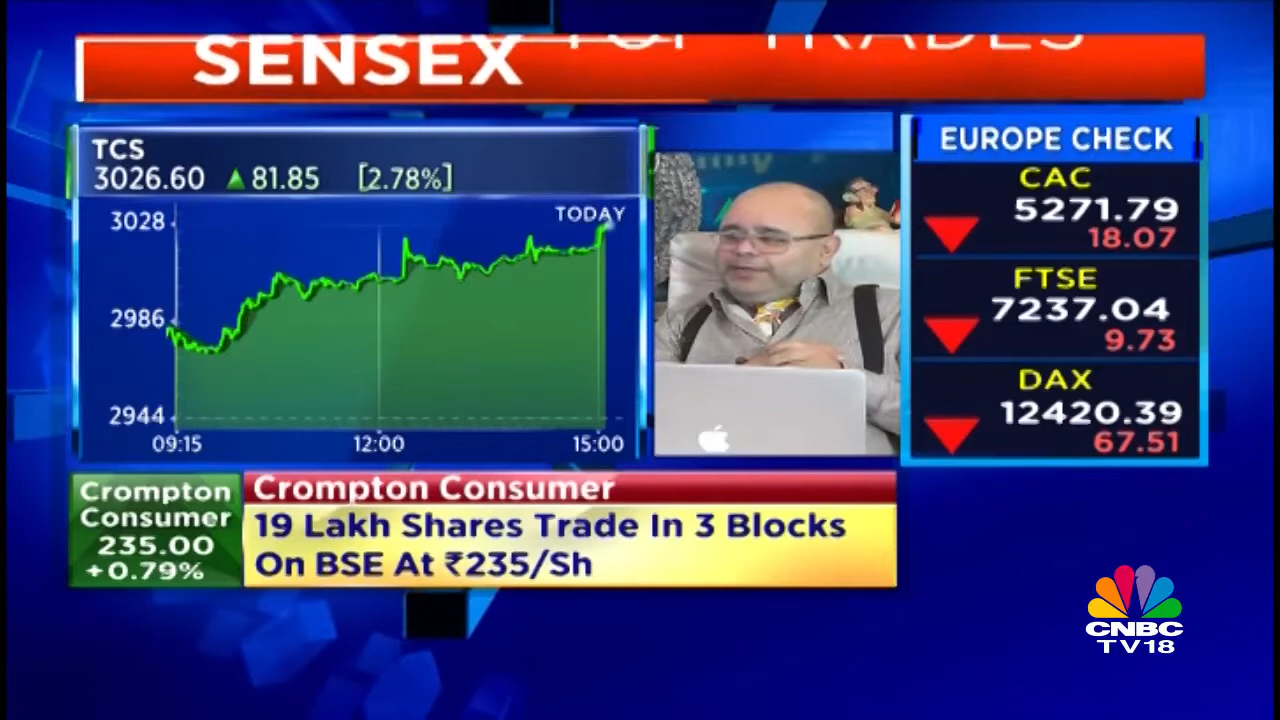 SENSEX
TOP TRADES
TCS
3026.60 ▲ 81.85 [2.78%]
TODAY
3028
2986
2944
09:15 12:00 15:00
EUROPE CHECK
CAC
5271.79
18.07
FTSE
7237.04
9.73
DAX
12420.39
67.51
Crompton
Consumer
235.00
+0.79%
Crompton Consumer
19 Lakh Shares Trade In 3 Blocks
On BSE At ₹235/Sh
CNBC
TV18